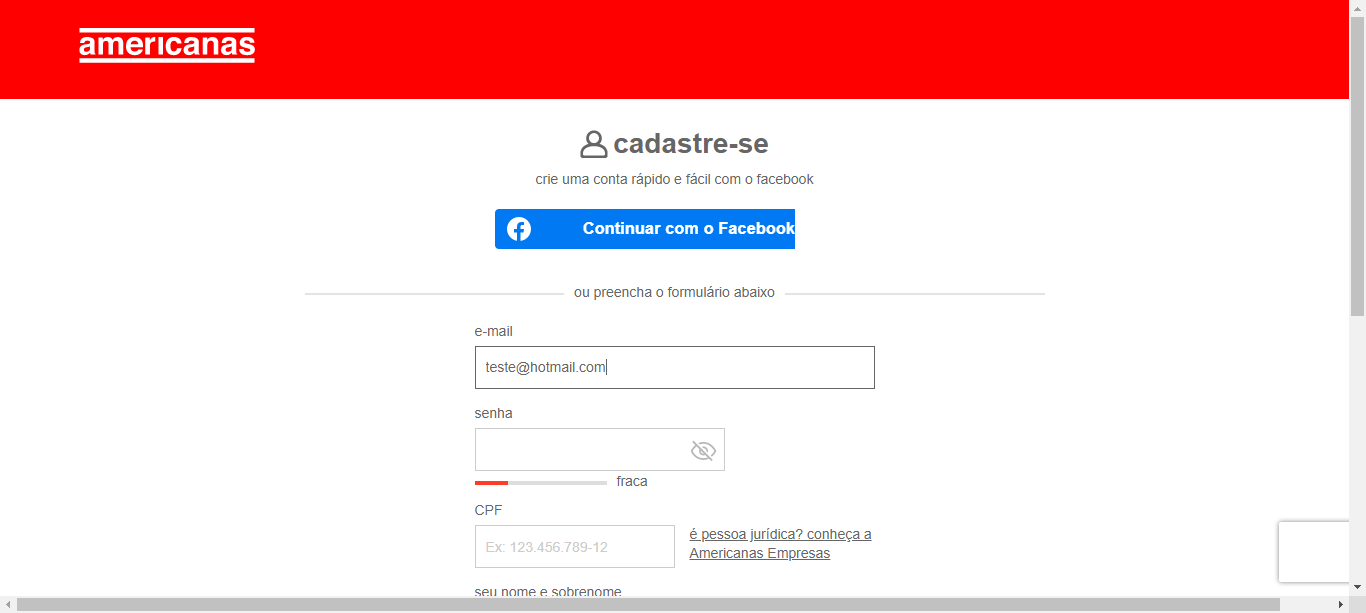 americanas
cadastre-se
crie uma conta rápido e fácil com o facebook
Continuar com o Facebook
ou preencha o formulário abaixo
e-mail
teste@hotmail.com
senha
fraca
CPF
Ex: 123.456.789-12
é pessoa jurídica? conheça a
Americanas Empresas
seu nome e sobrenome